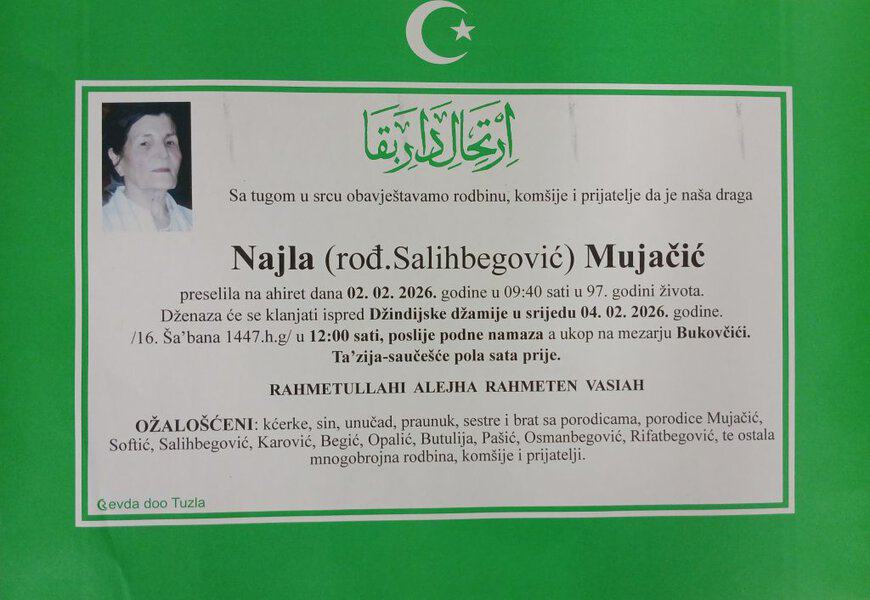 اِرْتِحَالِ دَارِ بَقَا
Sa tugom u srcu obavještavamo rodbinu, komšije i prijatelje da je naša draga
Najla (rođ.Salihbegović) Mujačić
preselila na ahiret dana 02. 02. 2026. godine u 09:40 sati u 97. godini života.
Dženaza će se klanjati ispred Džindijske džamije u srijedu 04. 02. 2026. godine.
/16. Ša’bana 1447.h.g/ u 12:00 sati, poslije podne namaza a ukop na mezarju Bukovčići.
Ta’zija-saučešće pola sata prije.
RAHMETULLAHI ALEJHA RAHMETEN VASIAH
OŽALOŠĆENI: kćerke, sin, unučad, praunuk, sestre i brat sa porodicama, porodice Mujačić,
Softić, Salihbegović, Karović, Begić, Opalić, Butulija, Pašić, Osmanbegović, Rifatbegović, te ostala
mnogobrojna rodbina, komšije i prijatelji.
evda doo Tuzla